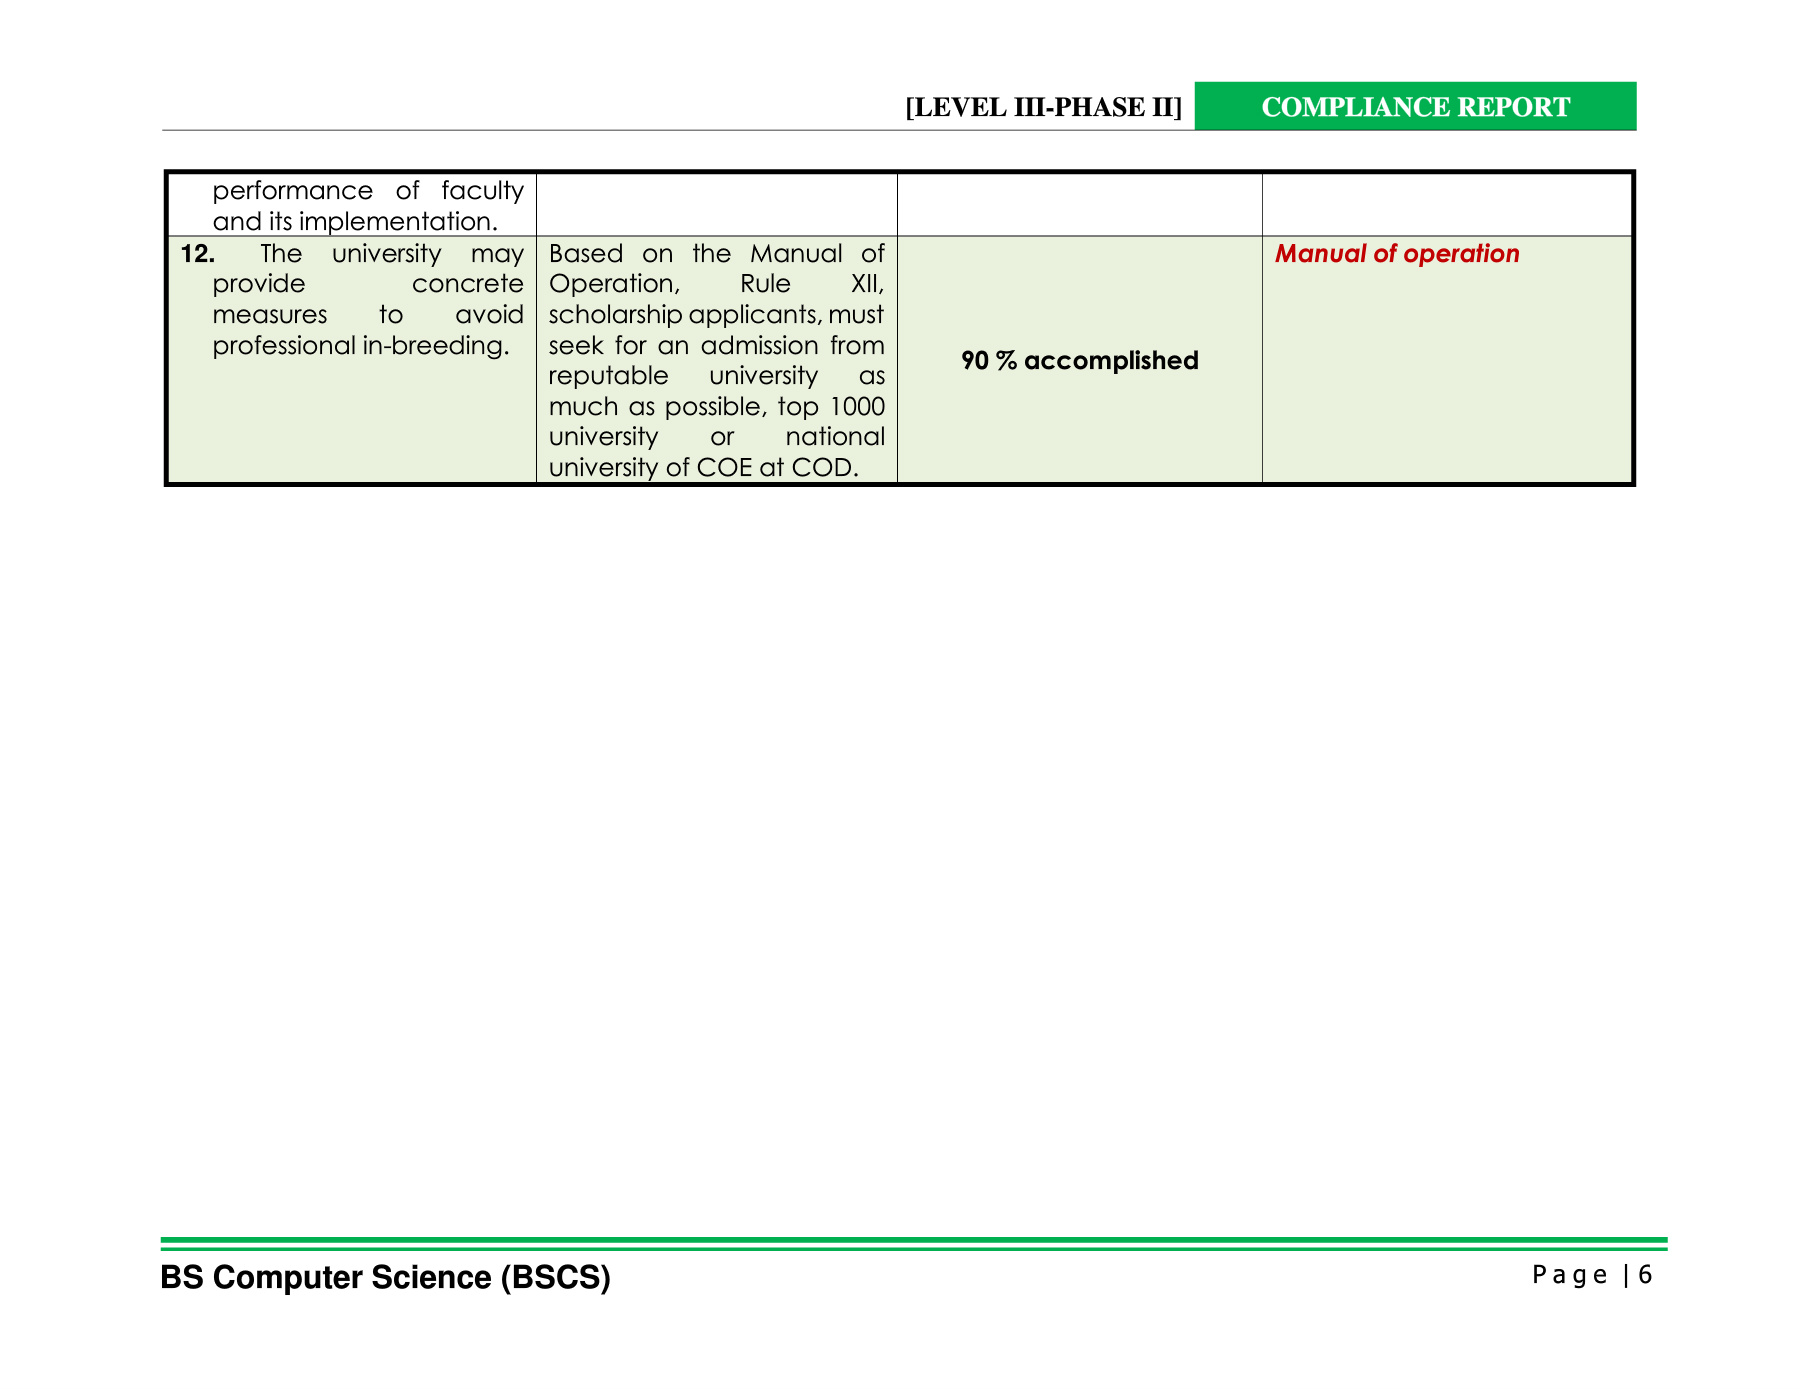 [LEVEL III-PHASE II] COMPLIANCE REPORT
performance of faculty
and its implementation.
12. The university may
provide concrete
measures to avoid
professional in-breeding.
Based on the Manual of
Operation, Rule XII,
scholarship applicants, must
seek for an admission from
reputable university as
much as possible, top 1000
university or national
university of COE at COD.
90 % accomplished
Manual of operation
BS Computer Science (BSCS)
Page | 6